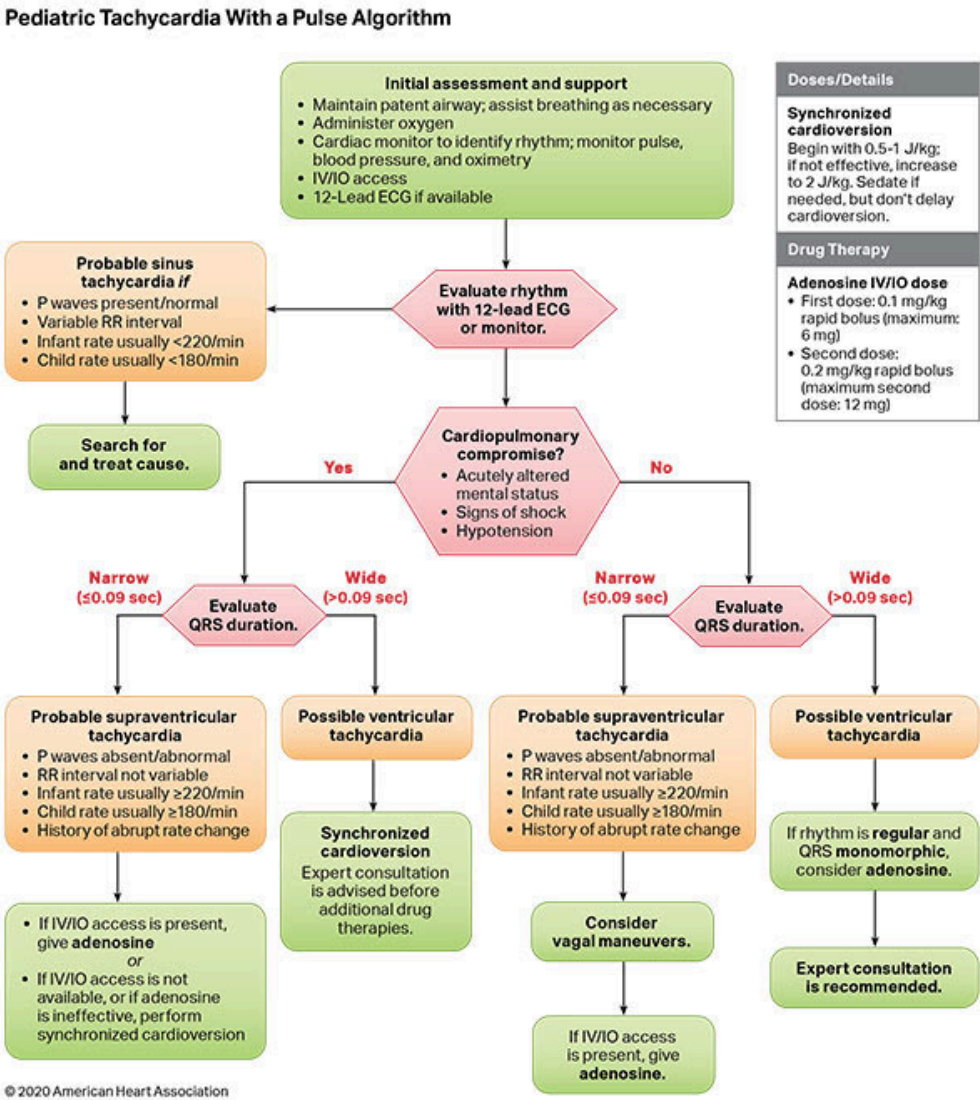 Pediatric Tachycardia With a Pulse Algorithm
Initial assessment and support
• Maintain patent airway; assist breathing as necessary
• Administer oxygen
• Cardiac monitor to identify rhythm; monitor pulse,
blood pressure, and oximetry
• IV/IO access
• 12-Lead ECG if available
Doses/Details
Synchronized
cardioversion
Begin with 0.5-1 J/kg;
if not effective, increase
to 2 J/kg. Sedate if
needed, but don't delay
cardioversion.
Drug Therapy
Adenosine IV/IO dose
• First dose: 0.1 mg/kg
rapid bolus (maximum:
6 mg)
• Second dose:
0.2 mg/kg rapid bolus
(maximum second
dose: 12 mg)
Evaluate rhythm
with 12-lead ECG
or monitor.
Probable sinus
tachycardia if
• P waves present/normal
• Variable RR interval
• Infant rate usually <220/min
• Child rate usually <180/min
Search for
and treat cause.
Cardiopulmonary
compromise?
• Acutely altered
mental status
• Signs of shock
• Hypotension
Yes
No
Narrow
(≤0.09 sec)
Evaluate
QRS duration.
Wide
(>0.09 sec)
Narrow
(≤0.09 sec)
Evaluate
QRS duration.
Wide
(>0.09 sec)
Probable supraventricular
tachycardia
• P waves absent/abnormal
• RR interval not variable
• Infant rate usually ≥220/min
• Child rate usually ≥180/min
• History of abrupt rate change
• If IV/IO access is present,
give adenosine
or
• If IV/IO access is not
available, or if adenosine
is ineffective, perform
synchronized cardioversion
Possible ventricular
tachycardia
Synchronized
cardioversion
Expert consultation
is advised before
additional drug
therapies.
Probable supraventricular
tachycardia
• P waves absent/abnormal
• RR interval not variable
• Infant rate usually ≥220/min
• Child rate usually ≥180/min
• History of abrupt rate change
Consider
vagal maneuvers.
If IV/IO access
is present, give
adenosine.
Possible ventricular
tachycardia
If rhythm is regular and
QRS monomorphic,
consider adenosine.
Expert consultation
is recommended.
© 2020 American Heart Association